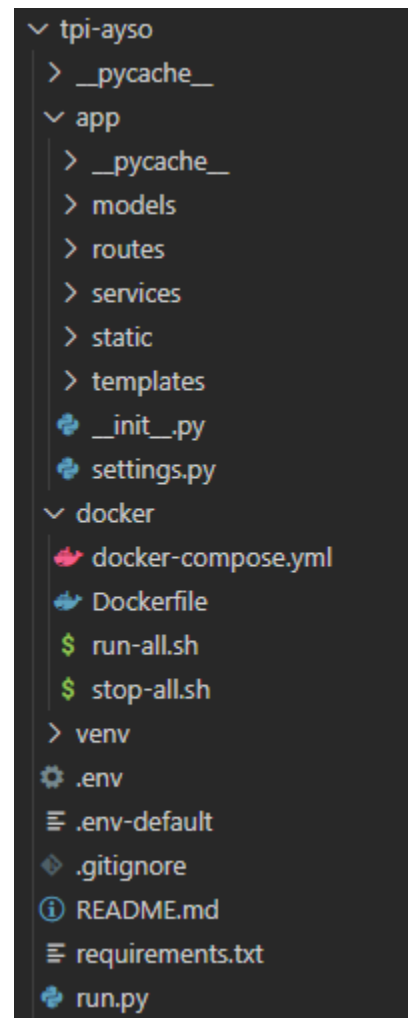 tpi-ayso
__pycache__
app
__pycache__
models
routes
services
static
templates
__init__.py
settings.py
docker
docker-compose.yml
Dockerfile
$ run-all.sh
$ stop-all.sh
venv
.env
.env-default
.gitignore
README.md
requirements.txt
run.py